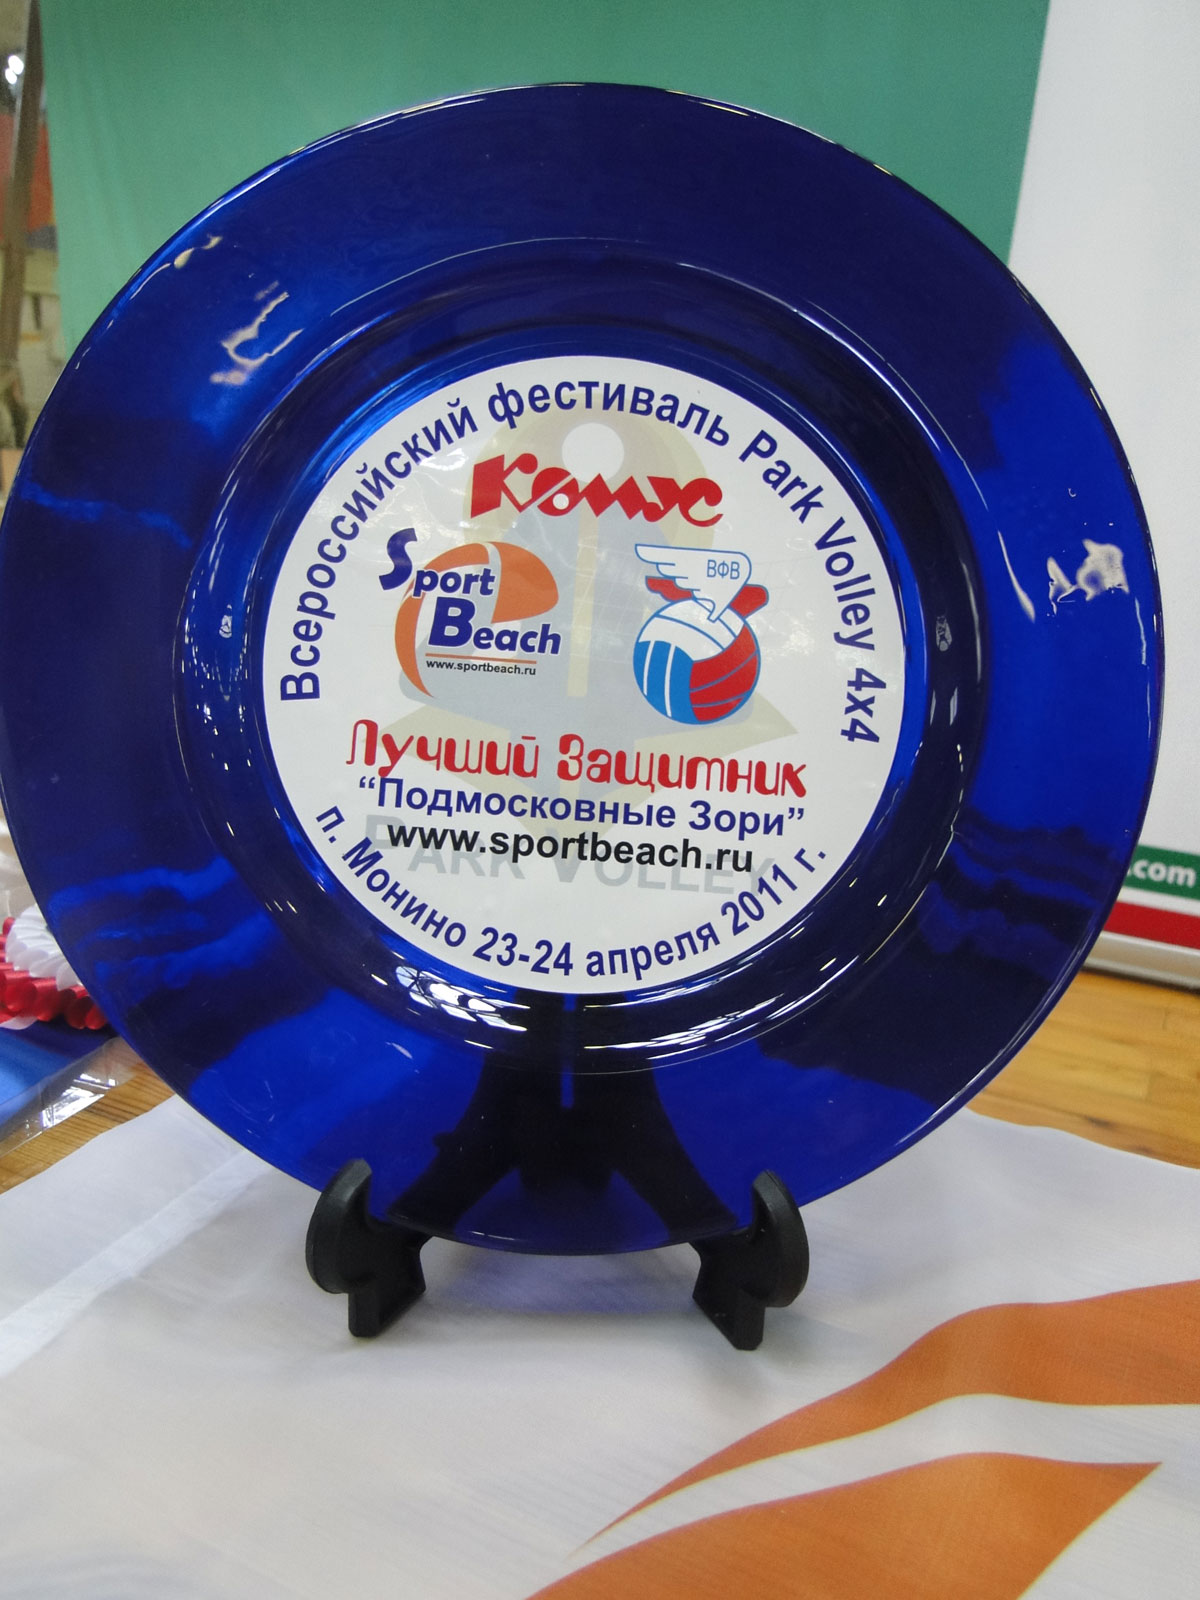 Всероссийский фестиваль Park Volley 4x4
Комус
Sport
Beach
www.sportbeach.ru
ВФВ
Лучший Защитник
“Подмосковные Зори”
www.sportbeach.ru
PARK VOLLEY
п. Монино 23-24 апреля 2011 г.
.com